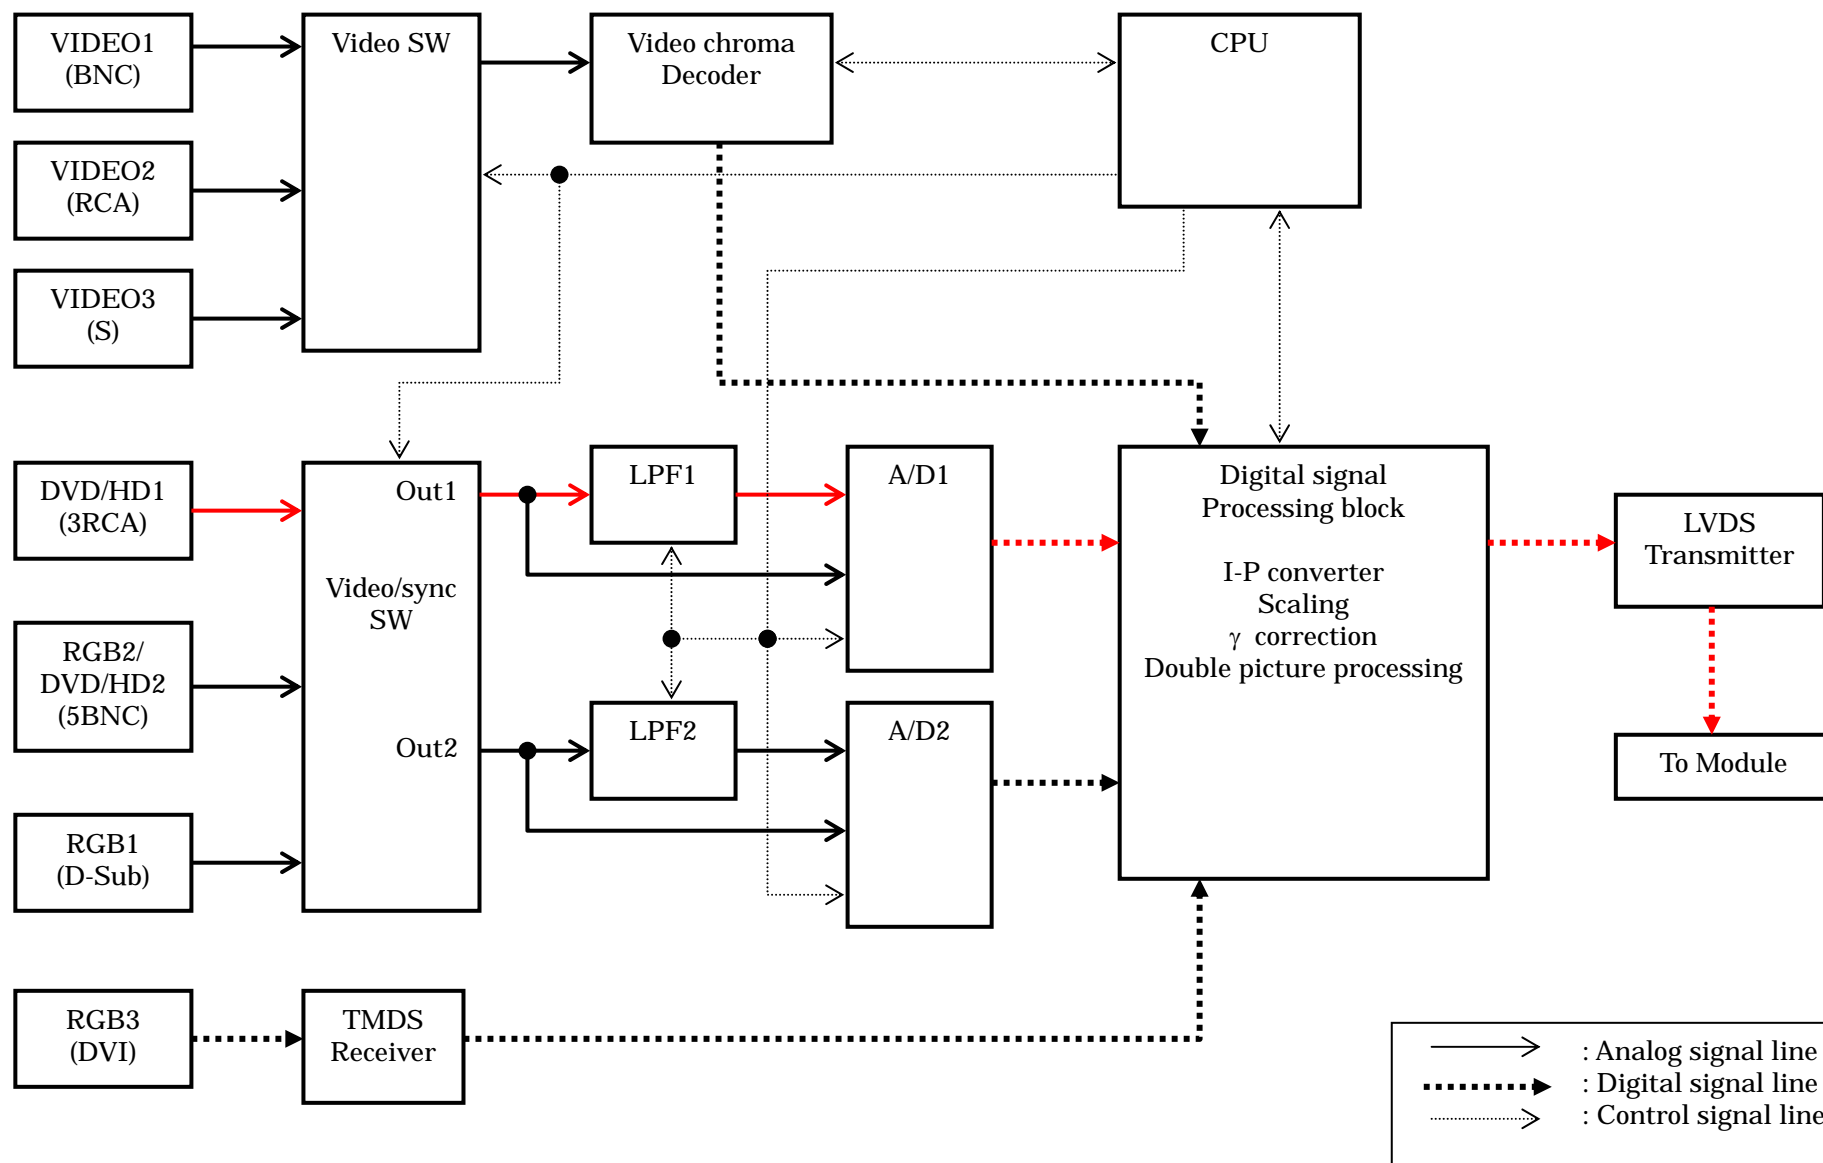 VIDEO1
(BNC)
Video SW
Video chroma
Decoder
CPU
VIDEO2
(RCA)
VIDEO3
(S)
DVD/HD1
(3RCA)
Out1
Video/sync
SW
Out2
LPF1
A/D1
Digital signal
Processing block
I-P converter
Scaling
γ correction
Double picture processing
LVDS
Transmitter
RGB2/
DVD/HD2
(5BNC)
LPF2
A/D2
To Module
RGB1
(D-Sub)
RGB3
(DVI)
TMDS
Receiver
: Analog signal line
: Digital signal line
: Control signal line